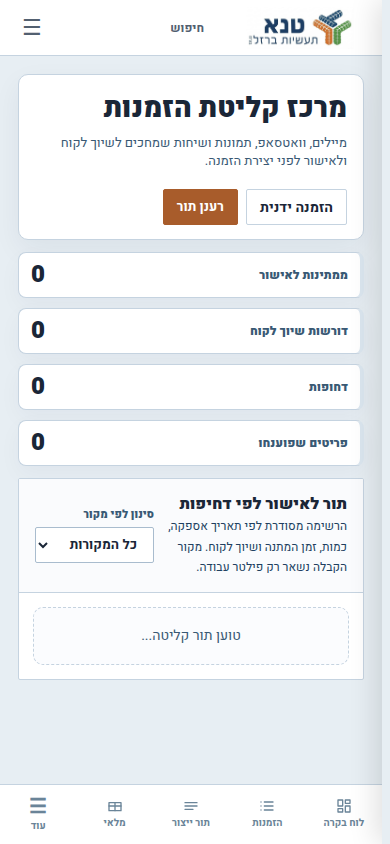 טנא
תעשיות ברזל
חיפוש
מרכז קליטת הזמנות
מיילים, וואטסאפ, תמונות ושיחות שמחכים לשיוך לקוח
ולאישור לפני יצירת הזמנה.
הזמנה ידנית
רענן תור
ממתינות לאישור
0
דורשות שיוך לקוח
0
דחופות
0
פריטים שפוענחו
0
תור לאישור לפי דחיפות
הרשימה מסודרת לפי תאריך אספקה,
כמות, זמן המתנה ושיוך לקוח. מקור
הקבלה נשאר רק פילטר עבודה.
סינון לפי מקור
כל המקורות
טוען תור קליטה...
לוח בקרה
הזמנות
תור ייצור
מלאי
עוד